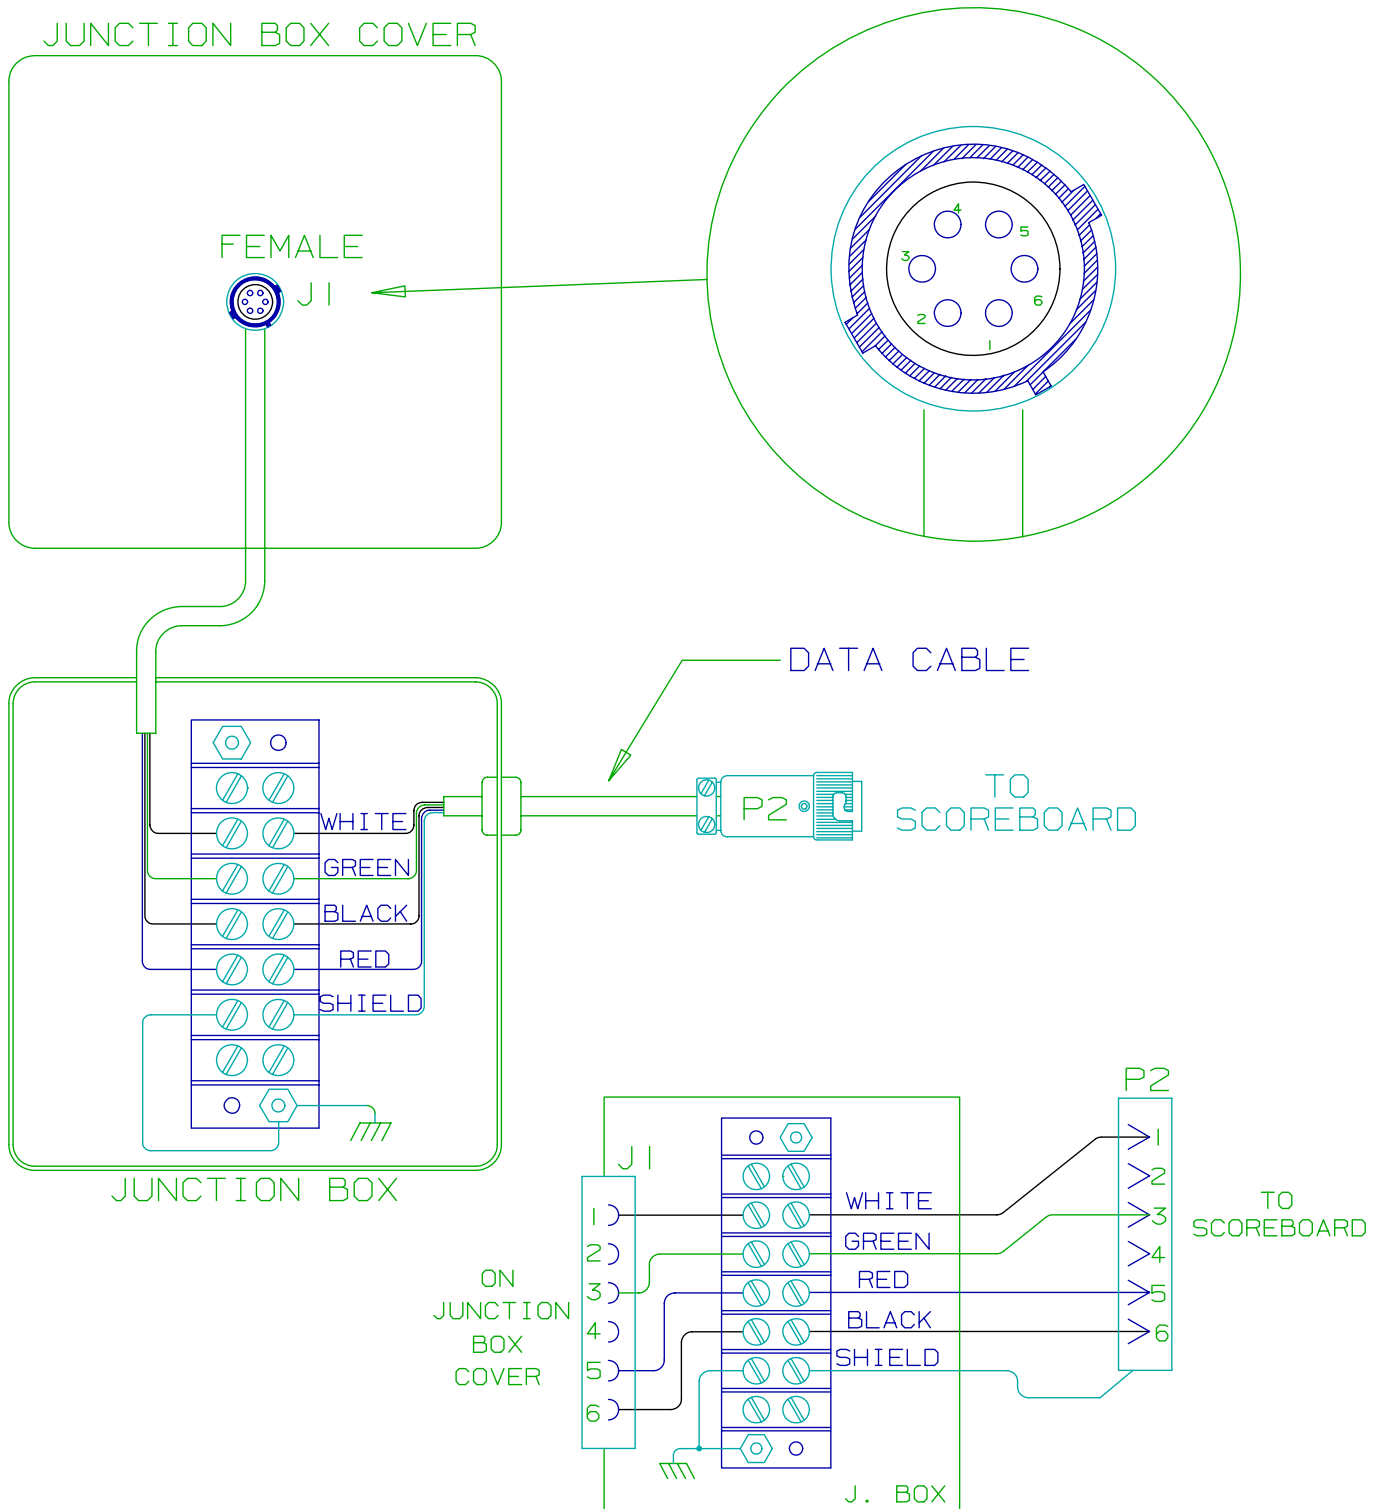 JUNCTION BOX COVER
FEMALE
J1
4
5
3
6
2
1
DATA CABLE
P2
TO
SCOREBOARD
WHITE
GREEN
BLACK
RED
SHIELD
JUNCTION BOX
P2
J1
1
2
3
4
5
6
WHITE
GREEN
RED
BLACK
SHIELD
1
2
3
4
5
6
TO
SCOREBOARD
ON
JUNCTION
BOX
COVER
J. BOX